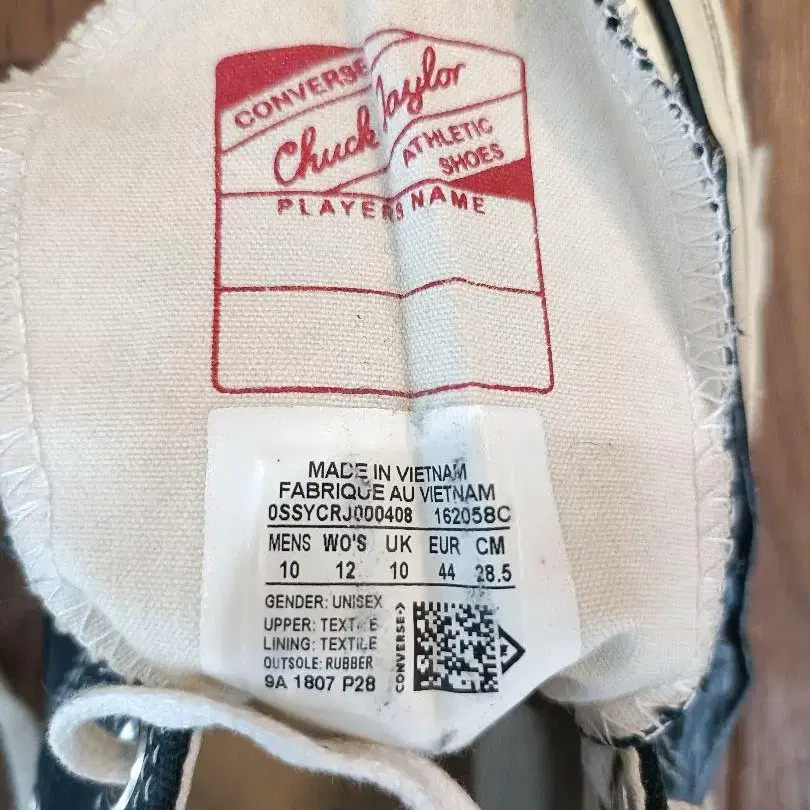 CONVERSE
Chuck Taylor
ATHLETIC
SHOES
PLAYERS NAME
MADE IN VIETNAM
FABRIQUE AU VIETNAM
0SSYCRJ000408 162058C
MENS WO'S UK EUR CM
10 12 10 44 28.5
GENDER: UNISEX
UPPER: TEXTILE
LINING: TEXTILE
OUTSOLE: RUBBER
9A 1807 P28
CONVERSE